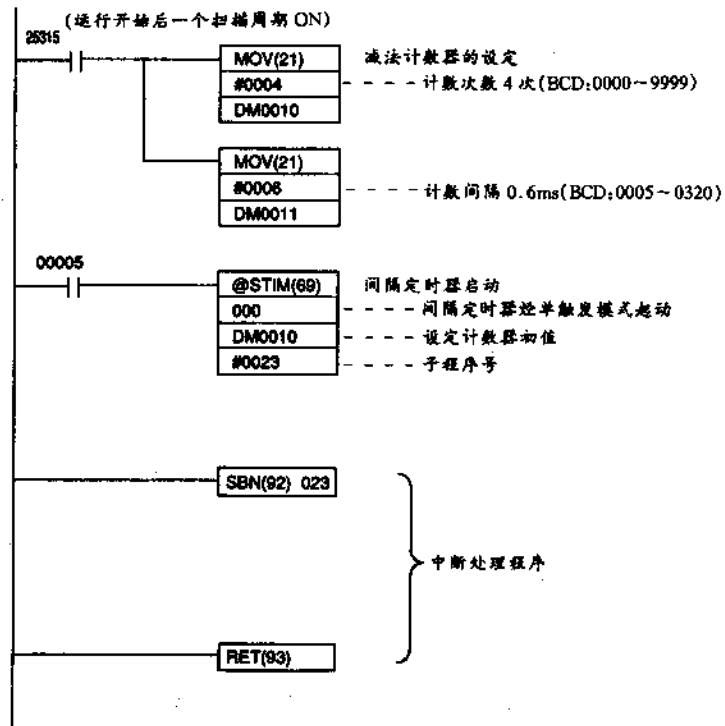 (运行开始后一个扫描周期 ON)
25315
MOV(21) 减法计数器的设定
#0004 计数次数 4 次(BCD:0000～9999)
DM0010
MOV(21)
#0006 计数间隔 0.6ms(BCD:0005～0320)
DM0011
00005
@STIM(69) 间隔定时器启动
000 间隔定时器烃单触发模式起动
DM0010 设定计数器初值
#0023 子程序号
SBN(92) 023
中断处理程序
RET(93)